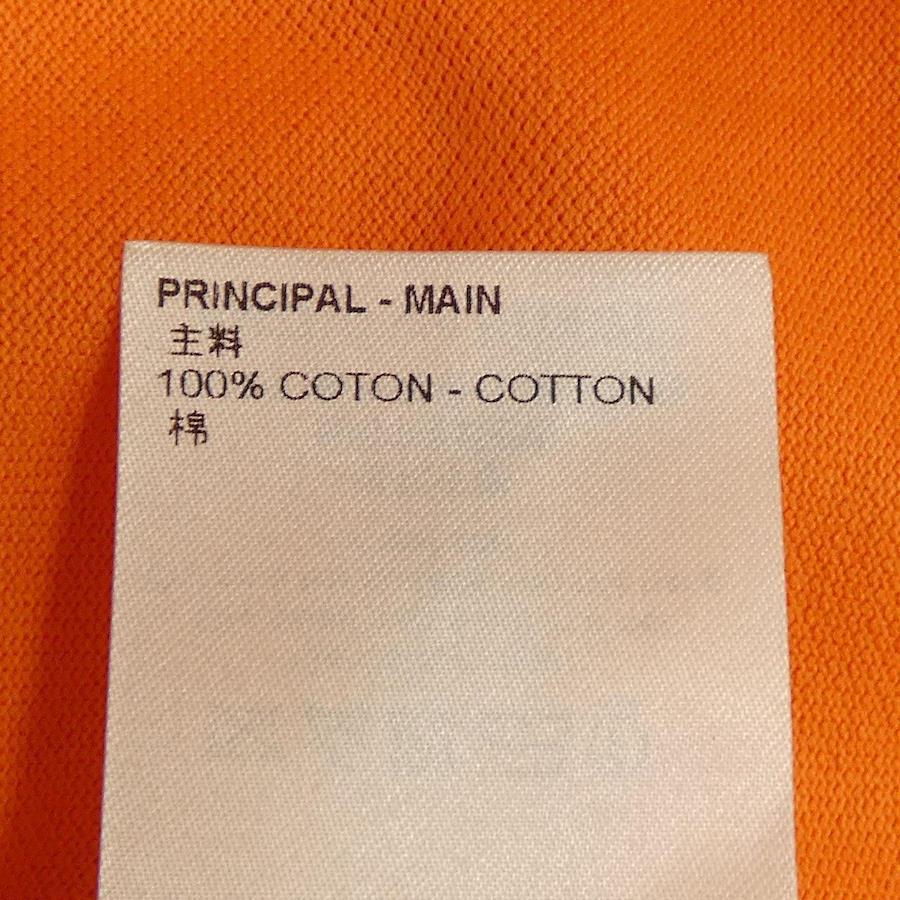 PRINCIPAL - MAIN
主料
100% COTON - COTTON
棉